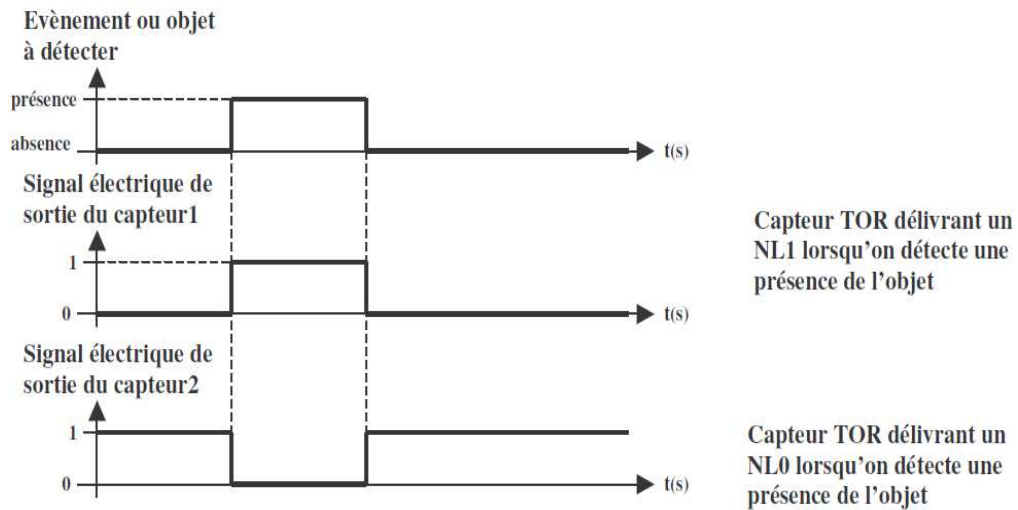 Evènement ou objet
à détecter
présence
absence
t(s)
Signal électrique de
sortie du capteur1
1
0
t(s)
Capteur TOR délivrant un
NL1 lorsqu'on détecte une
présence de l'objet
Signal électrique de
sortie du capteur2
1
0
t(s)
Capteur TOR délivrant un
NL0 lorsqu'on détecte une
présence de l'objet